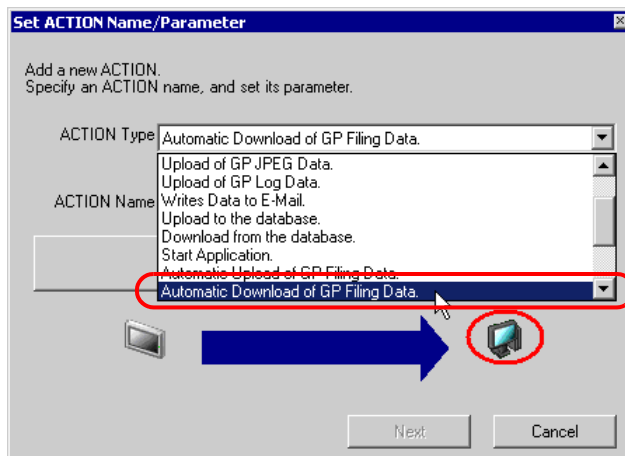 Set ACTION Name/Parameter
Add a new ACTION.
Specify an ACTION name, and set its parameter.
ACTION Type
Automatic Download of GP Filing Data.
Upload of GP JPEG Data.
Upload of GP Log Data.
ACTION Name
Writes Data to E-Mail.
Upload to the database.
Download from the database.
Start Application.
Automatic Upload of GP Filing Data.
Automatic Download of GP Filing Data.
Next
Cancel